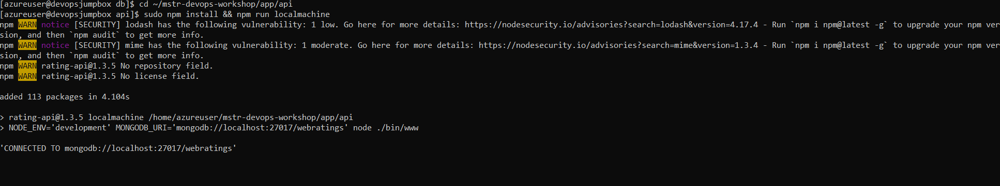 [azureuser@devopsjumpbox db]$ cd ~/mstr-devops-workshop/app/api
[azureuser@devopsjumpbox api]$ sudo npm install && npm run localmachine
npm WARN notice [SECURITY] lodash has the following vulnerability: 1 low. Go here for more details: https://nodesecurity.io/advisories?search=lodash&version=4.17.4 - Run `npm i npm@latest -g` to upgrade your npm ver
sion, and then `npm audit` to get more info.
npm WARN notice [SECURITY] mime has the following vulnerability: 1 moderate. Go here for more details: https://nodesecurity.io/advisories?search=mime&version=1.3.4 - Run `npm i npm@latest -g` to upgrade your npm ver
sion, and then `npm audit` to get more info.
npm WARN rating-api@1.3.5 No repository field.
npm WARN rating-api@1.3.5 No license field.
added 113 packages in 4.104s
> rating-api@1.3.5 localmachine /home/azureuser/mstr-devops-workshop/app/api
> NODE_ENV='development' MONGODB_URI='mongodb://localhost:27017/webratings' node ./bin/www
'CONNECTED TO mongodb://localhost:27017/webratings'